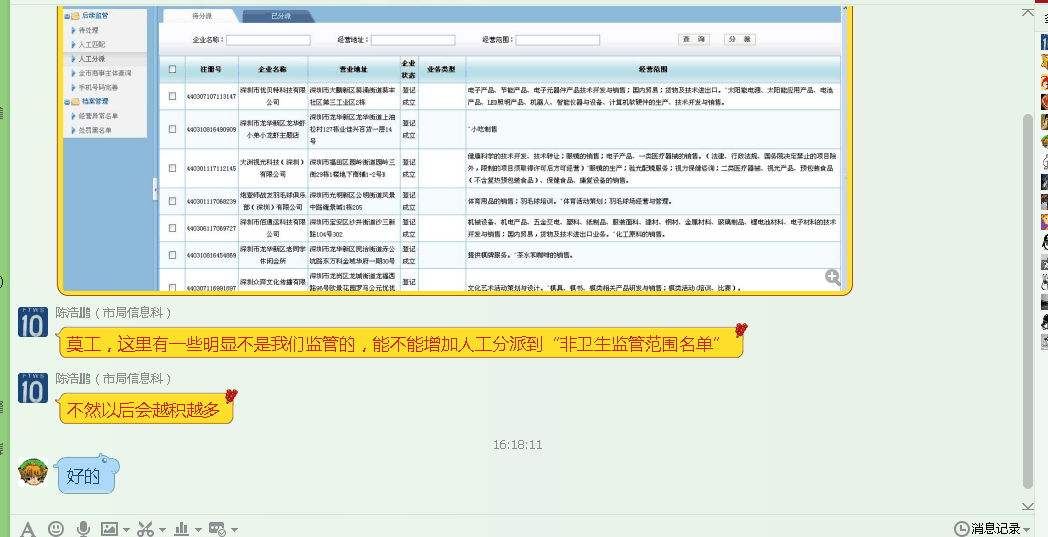 后续监管
待处理
人工匹配
人工分派
全市商事主体查询
手机号码完善
档案管理
经营异常名单
处罚黑名单
待分派
已分派
企业名称:
经营地址:
经营范围:
查 询
分 派
注册号
企业名称
营业地址
企业
状态
业务类型
经营范围
440307107113147
深圳市优贝特科技有限
公司
深圳市大鹏新区葵涌街道葵丰
社区第三工业区2栋
登记
成立
电子产品、节能产品、电子元器件产品技术开发与销售;国内贸易;货物及技术进出口。^太阳能电源、太阳能应用产品、电池
产品、LED照明产品、机器人、智能仪器与设备、计算机软硬件的生产、技术开发与销售。
440310816490909
深圳市龙华新区龙华虾
小弟小龙虾主题店
深圳市龙华新区龙华街道上油
松村127栋业佳兴百货一层14
号
登记
成立
^小吃制售
440301117112145
大洲视光科技(深圳)
有限公司
深圳市福田区园岭街道园岭三
街29栋1楼地下商铺1-2号B
登记
成立
健康科学的技术开发、技术转让;眼镜的销售;电子产品、一类医疗器械的销售。(法律、行政法规、国务院决定禁止的项目除
外,限制的项目须取得许可后方可经营)^眼镜的生产;验光配镜服务;视力保健咨询;二类医疗器械、视光产品、预包装食品
(不含复热预包装食品)、保健食品、康复设备的销售。
440301117068239
炮壹师战友羽毛球俱乐
部(深圳)有限公司
深圳市光明新区公明街道风景
中路薇景城1栋205
登记
成立
体育用品的销售;羽毛球培训。^体育活动策划;羽毛球场经营与管理。
440306117069727
深圳市佰通运科技有限
公司
深圳市宝安区沙井街道沙三新
路104号302
登记
成立
机械设备、机电产品、五金交电、塑料、纸制品、服装面料、建材、钢材、金属材料、玻璃制品、锂电池材料、电子材料的技术
开发与销售;国内贸易,货物及技术进出口业务。^化工原料的销售。
440310816454869
深圳市龙华新区老同学
休闲会所
深圳市龙华新区民治街道赤公
坑路东万科金域华府一期30号
登记
成立
提供棋牌服务。^茶水和咖啡的销售。
440307116991897
深圳众弈文化传播有限
深圳市龙岗区龙城街道龙福西
路98号欧景花园罗马公元优优
登记
文化艺术活动策划与设计。^棋具、棋书、棋类相关产品研发与销售;棋类活动(培训、比赛)。
FTWS
10
陈浩鹏(市局信息科)
莫工,这里有一些明显不是我们监管的,能不能增加人工分派到“非卫生监管范围名单”
FTWS
10
陈浩鹏(市局信息科)
不然以后会越积越多
16:18:11
好的
消息记录